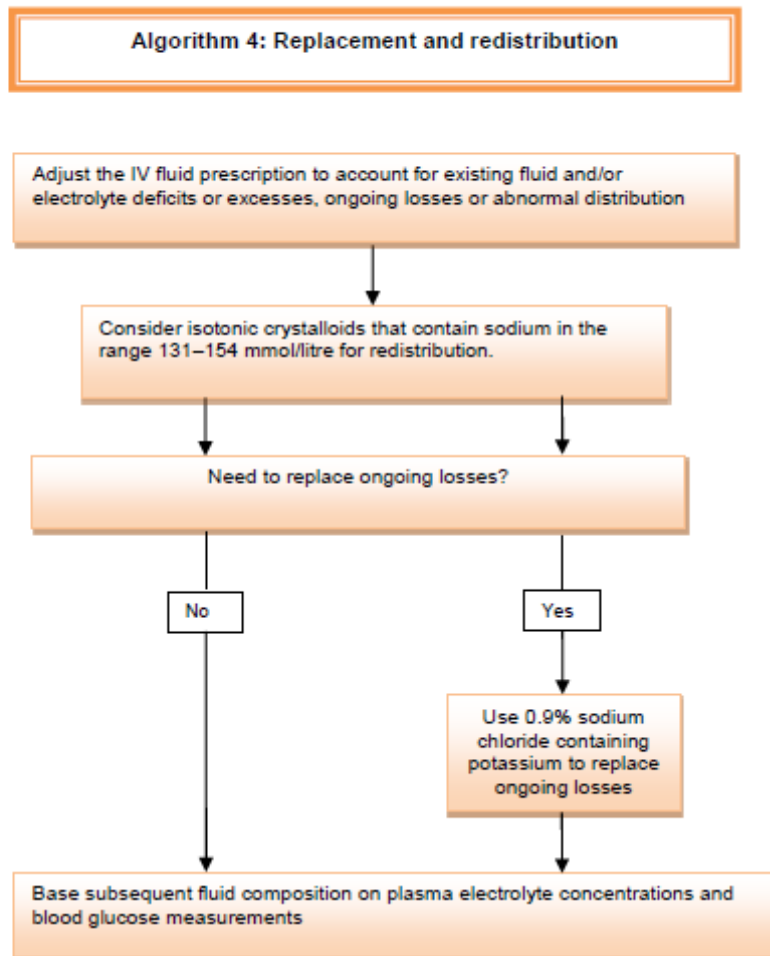 Algorithm 4: Replacement and redistribution
Adjust the IV fluid prescription to account for existing fluid and/or
electrolyte deficits or excesses, ongoing losses or abnormal distribution
Consider isotonic crystalloids that contain sodium in the
range 131–154 mmol/litre for redistribution.
Need to replace ongoing losses?
No
Yes
Use 0.9% sodium
chloride containing
potassium to replace
ongoing losses
Base subsequent fluid composition on plasma electrolyte concentrations and
blood glucose measurements